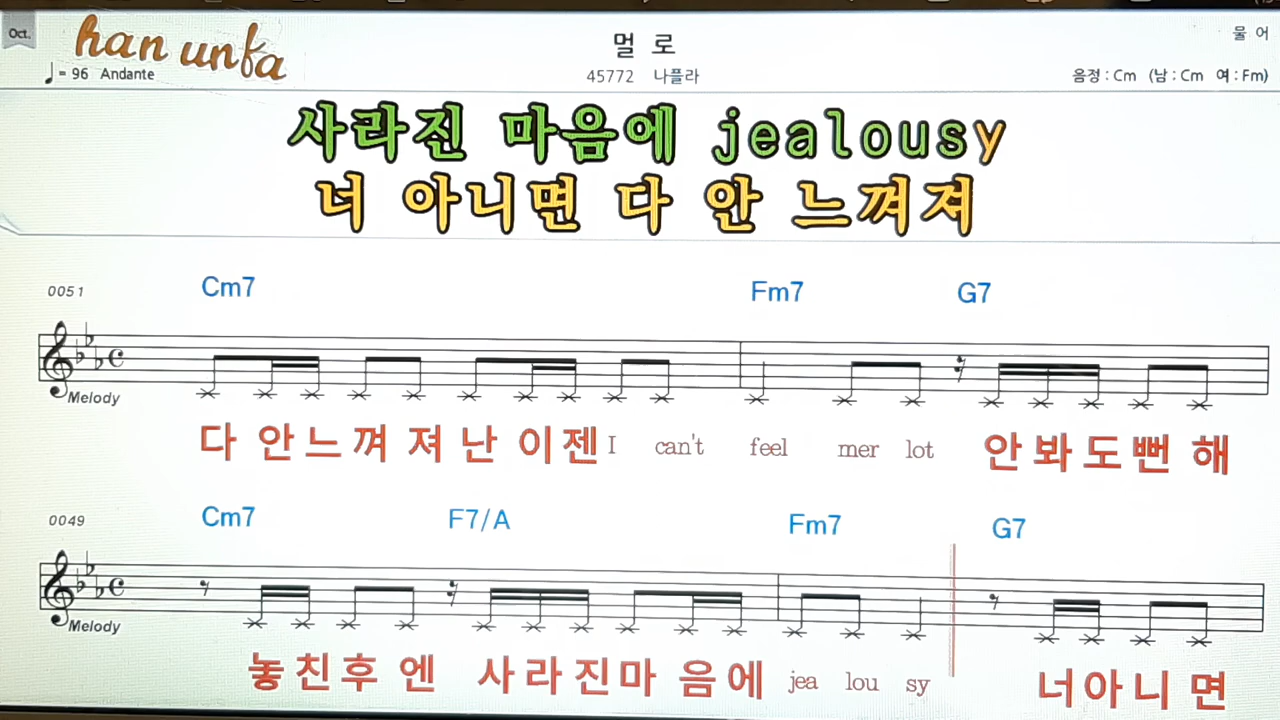 Oct.
han unfa
♩= 96 Andante
멀 로
45772 나플라
물 어
음정 : Cm (남 : Cm 여 : Fm)
사라진 마음에 jealousy
너 아니면 다 안 느껴져
0051 Cm7 Fm7 G7
Melody
다 안 느 껴 져 난 이 젠 I can't feel mer lot 안 봐 도 뻔 해
0049 Cm7 F7/A Fm7 G7
Melody
놓 친 후 엔 사 라 진 마 음 에 jea lou sy 너 아 니 면